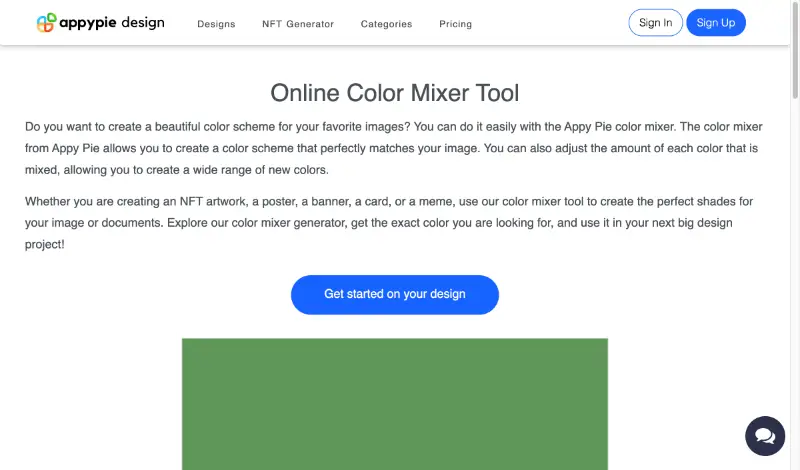 appypie design
Designs
NFT Generator
Categories
Pricing
Sign In
Sign Up
Online Color Mixer Tool
Do you want to create a beautiful color scheme for your favorite images? You can do it easily with the Appy Pie color mixer. The color mixer
from Appy Pie allows you to create a color scheme that perfectly matches your image. You can also adjust the amount of each color that is
mixed, allowing you to create a wide range of new colors.
Whether you are creating an NFT artwork, a poster, a banner, a card, or a meme, use our color mixer tool to create the perfect shades for
your image or documents. Explore our color mixer generator, get the exact color you are looking for, and use it in your next big design
project!
Get started on your design